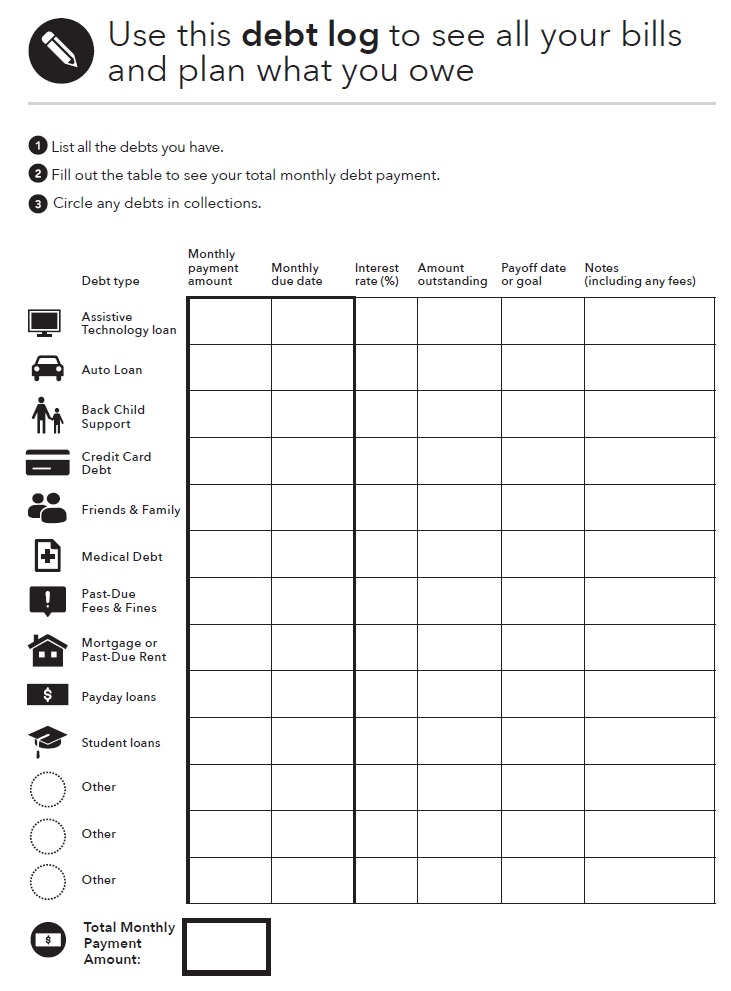 Use this debt log to see all your bills
and plan what you owe
1 List all the debts you have.
2 Fill out the table to see your total monthly debt payment.
3 Circle any debts in collections.
Debt type
Monthly
payment
amount
Monthly
due date
Interest
rate (%)
Amount
outstanding
Payoff date
or goal
Notes
(including any fees)
Assistive
Technology loan
Auto Loan
Back Child
Support
Credit Card
Debt
Friends & Family
Medical Debt
!
Past-Due
Fees & Fines
Mortgage or
Past-Due Rent
$
Payday loans
Student loans
Other
Other
Other
$
Total Monthly
Payment
Amount: